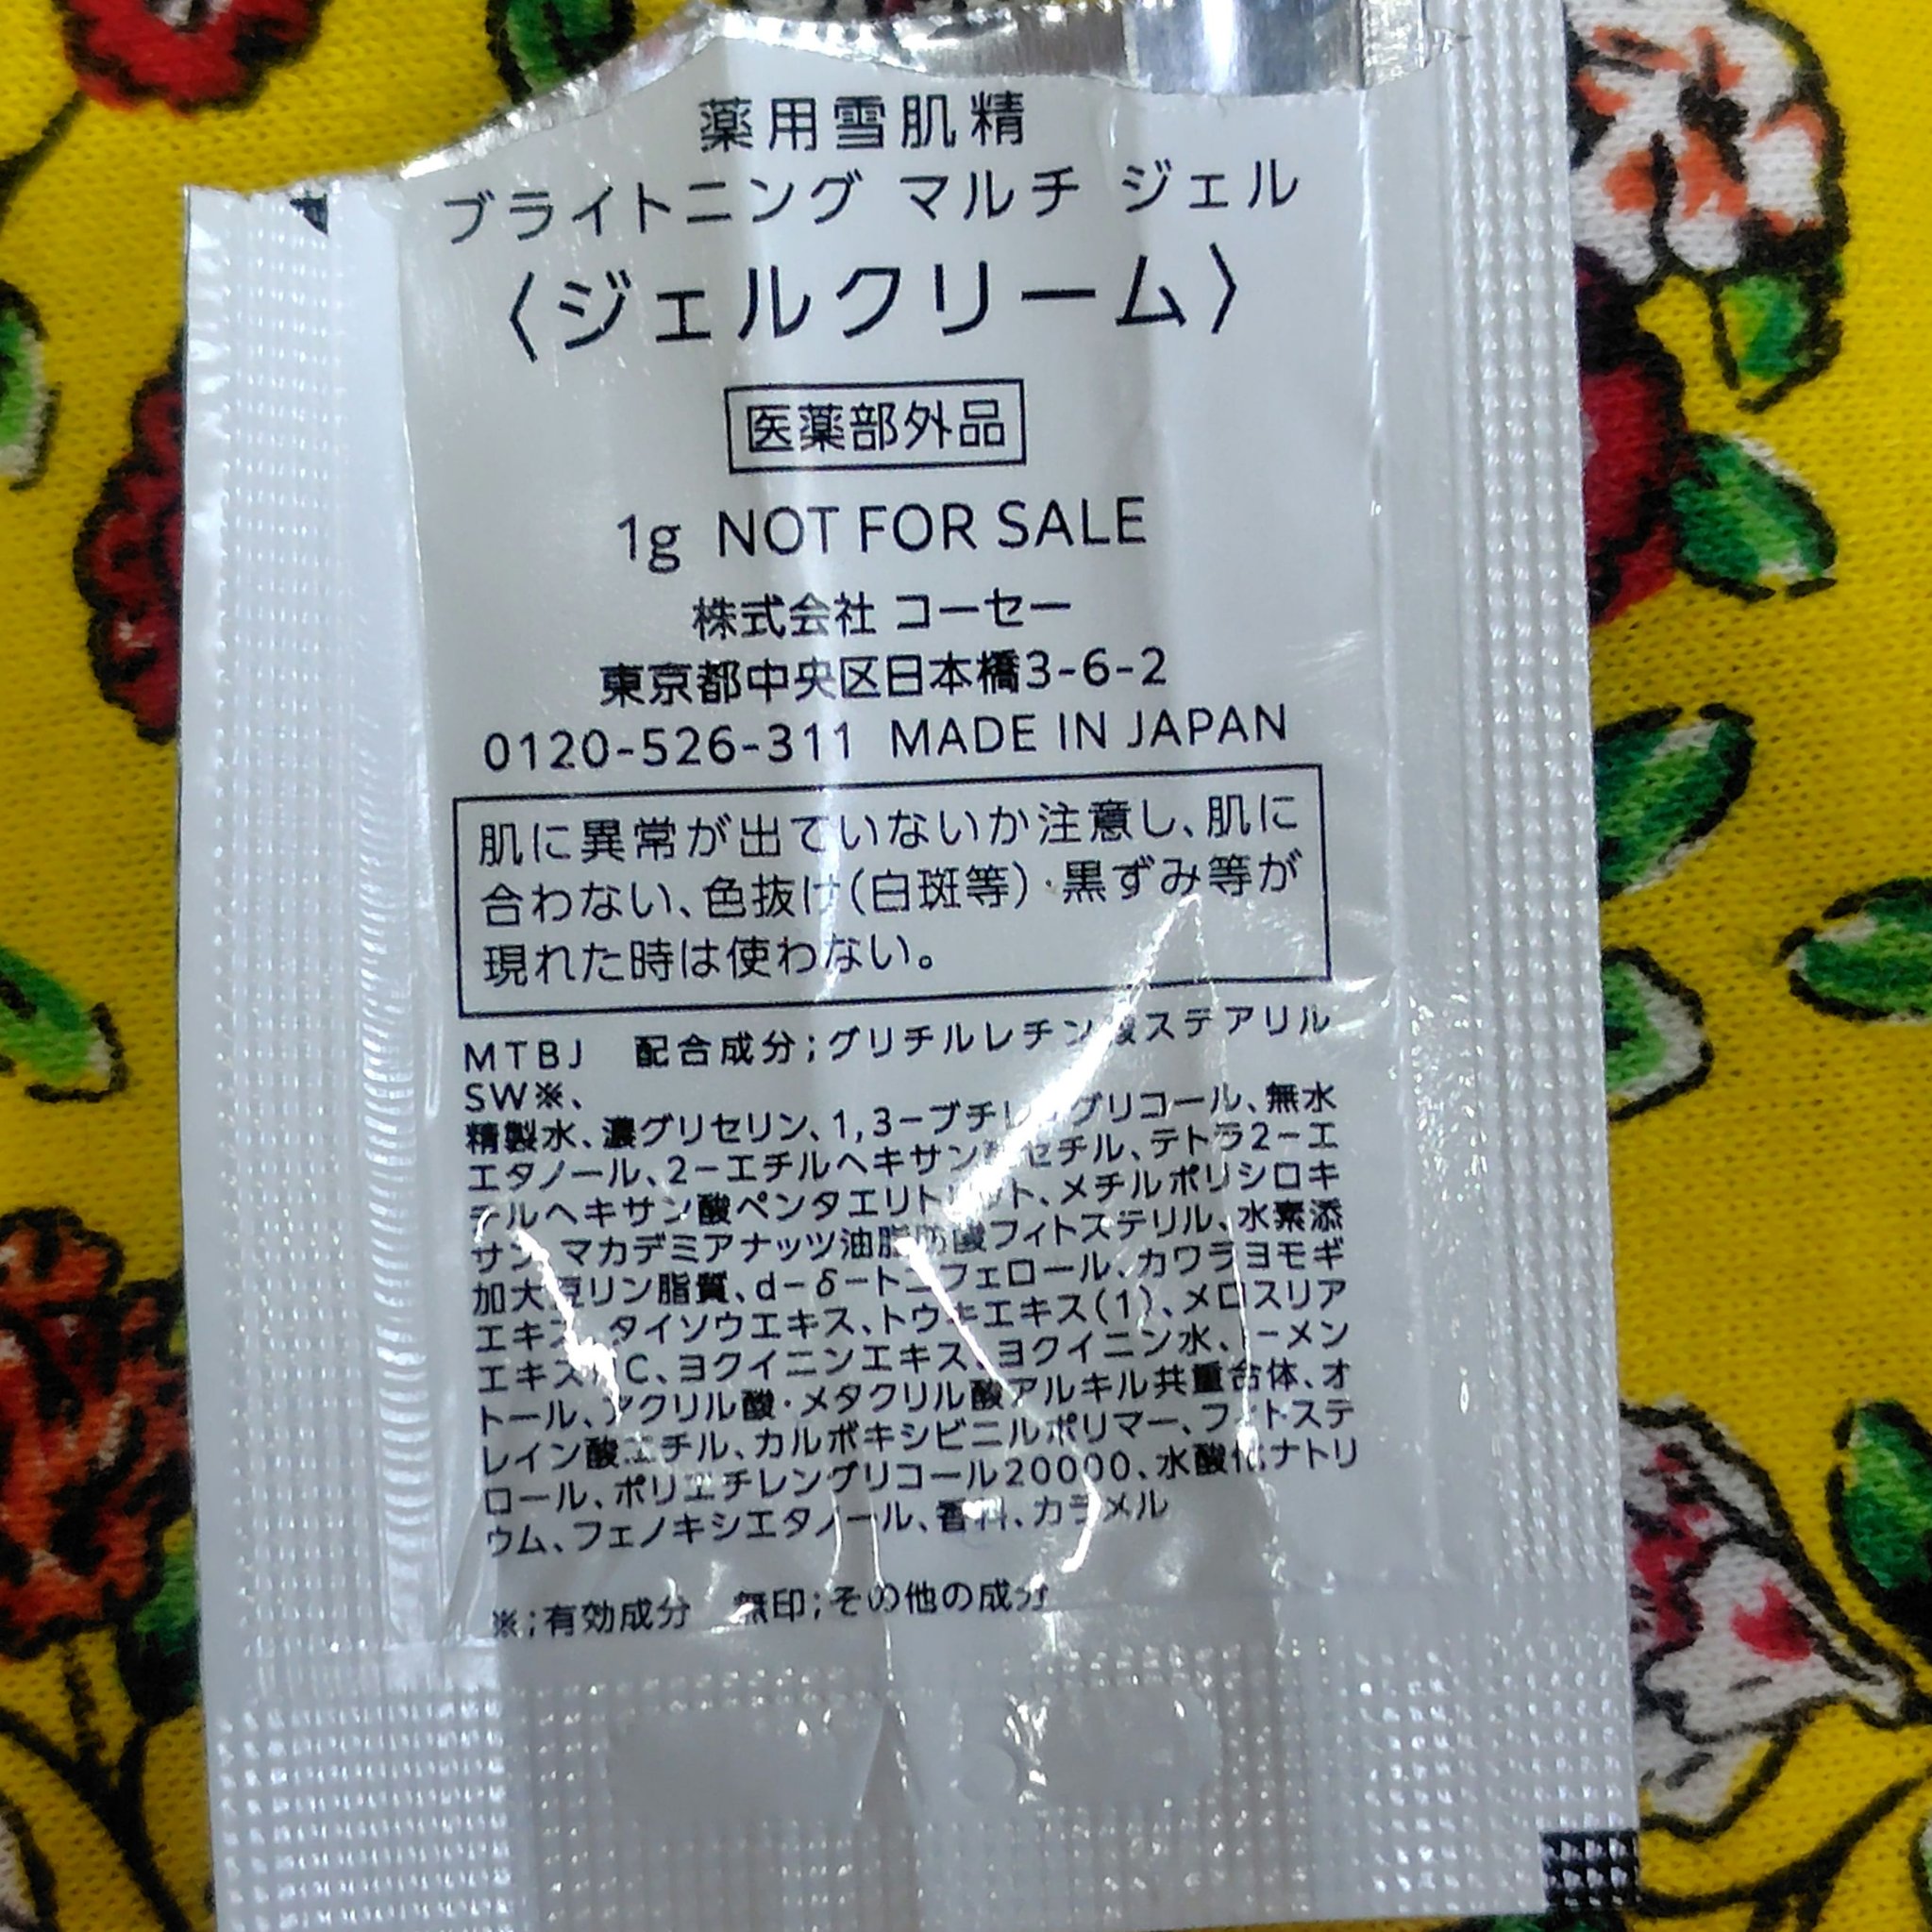 薬用雪肌精
ブライトニング マルチ ジェル
〈ジェルクリーム〉
医薬部外品
1g NOT FOR SALE
株式会社 コーセー
東京都中央区日本橋3-6-2
0120-526-311 MADE IN JAPAN
肌に異常が出ていないか注意し、肌に
合わない、色抜け(白斑等)・黒ずみ等が
現れた時は使わない。
MTBJ 配合成分;グリチルレチン酸ステアリル
SW※、
精製水、濃グリセリン、1,3-ブチレングリコール、無水
エタノール、2-エチルヘキサン酸セチル、テトラ2-エ
チルヘキサン酸ペンタエリトリット、メチルポリシロキ
サン、マカデミアナッツ油脂肪酸フィトステリル、水素添
加大豆リン脂質、d-δ-トコフェロール、カワラヨモギ
エキス、タイソウエキス、トウキエキス(1)、メロスリア
エキスLC、ヨクイニンエキス、ヨクイニン水、l-メン
トール、アクリル酸・メタクリル酸アルキル共重合体、オ
レイン酸エチル、カルボキシビニルポリマー、フィトステ
ロール、ポリエチレングリコール20000、水酸化ナトリ
ウム、フェノキシエタノール、香料、カラメル
※;有効成分 無印;その他の成分